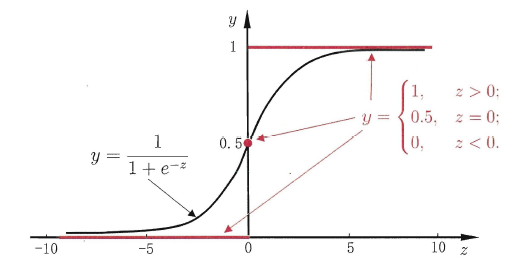 y
1
0.5
y = 1 / (1 + e^{-z})
y = { 1, z > 0;
0.5, z = 0;
0, z < 0.
-10 -5 0 5 10 z